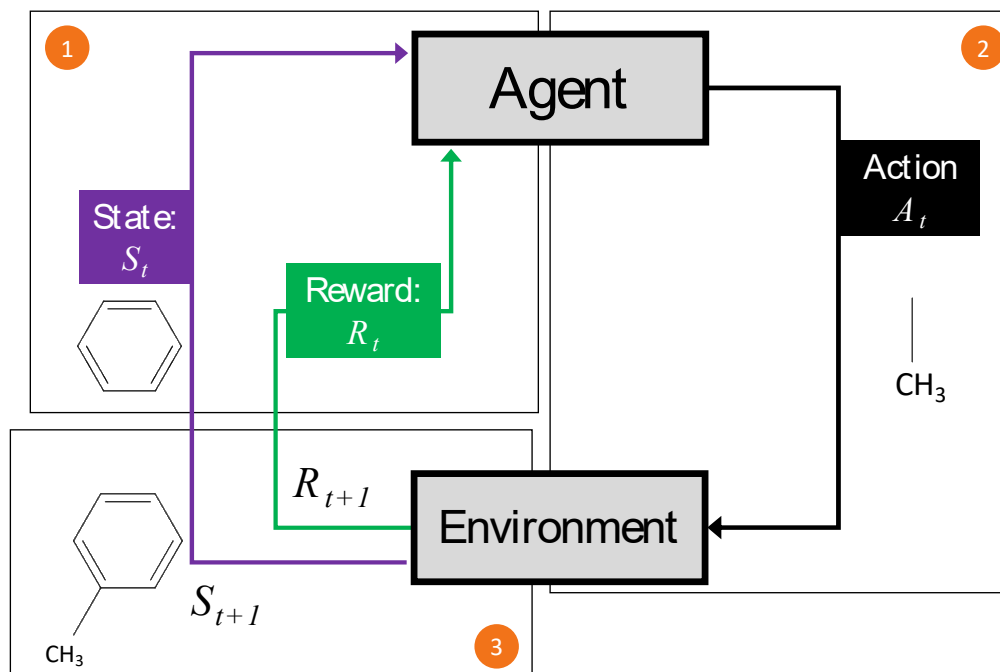 1
2
Agent
Action
A t
State:
S t
Reward:
R t
CH3
R t+1
Environment
S t+1
CH3
3